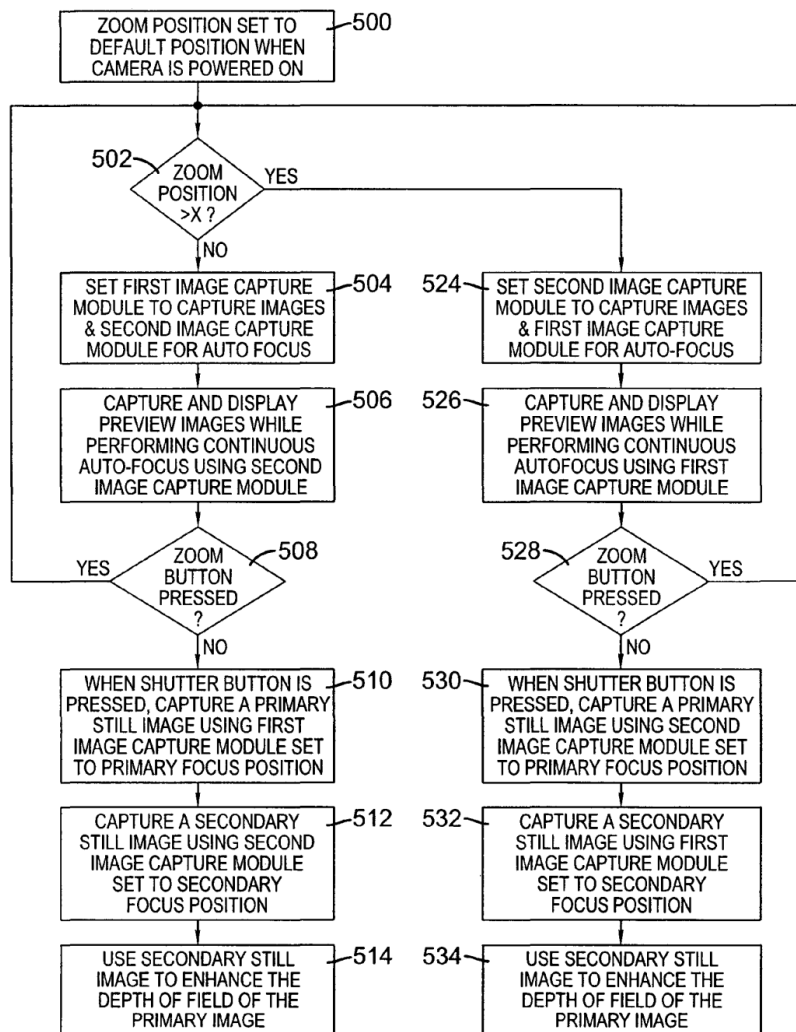 ZOOM POSITION SET TO
DEFAULT POSITION WHEN
CAMERA IS POWERED ON
500
502
ZOOM
POSITION
>X ?
YES
NO
SET FIRST IMAGE CAPTURE
MODULE TO CAPTURE IMAGES
& SECOND IMAGE CAPTURE
MODULE FOR AUTO FOCUS
504
524
SET SECOND IMAGE CAPTURE
MODULE TO CAPTURE IMAGES
& FIRST IMAGE CAPTURE
MODULE FOR AUTO-FOCUS
CAPTURE AND DISPLAY
PREVIEW IMAGES WHILE
PERFORMING CONTINUOUS
AUTO-FOCUS USING SECOND
IMAGE CAPTURE MODULE
506
526
CAPTURE AND DISPLAY
PREVIEW IMAGES WHILE
PERFORMING CONTINUOUS
AUTOFOCUS USING FIRST
IMAGE CAPTURE MODULE
YES
ZOOM
BUTTON
PRESSED
?
508
NO
528
ZOOM
BUTTON
PRESSED
?
YES
NO
WHEN SHUTTER BUTTON IS
PRESSED, CAPTURE A PRIMARY
STILL IMAGE USING FIRST
IMAGE CAPTURE MODULE SET
TO PRIMARY FOCUS POSITION
510
530
WHEN SHUTTER BUTTON IS
PRESSED, CAPTURE A PRIMARY
STILL IMAGE USING SECOND
IMAGE CAPTURE MODULE SET
TO PRIMARY FOCUS POSITION
CAPTURE A SECONDARY
STILL IMAGE USING SECOND
IMAGE CAPTURE MODULE
SET TO SECONDARY
FOCUS POSITION
512
532
CAPTURE A SECONDARY
STILL IMAGE USING FIRST
IMAGE CAPTURE MODULE
SET TO SECONDARY
FOCUS POSITION
USE SECONDARY STILL
IMAGE TO ENHANCE THE
DEPTH OF FIELD OF THE
PRIMARY IMAGE
514
534
USE SECONDARY STILL
IMAGE TO ENHANCE THE
DEPTH OF FIELD OF THE
PRIMARY IMAGE